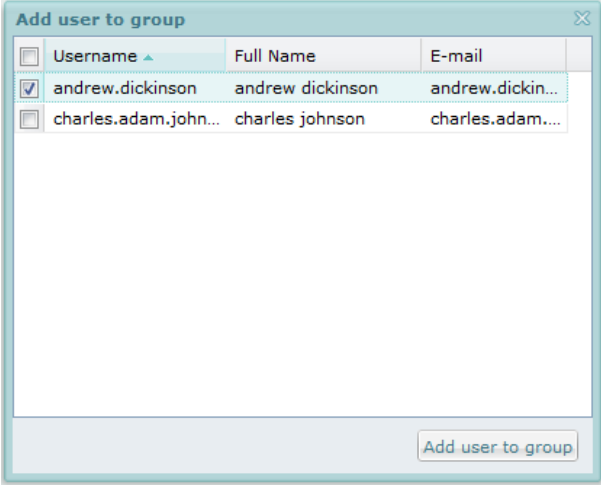 Add user to group
Username Full Name E-mail
andrew.dickinson andrew dickinson andrew.dickin...
charles.adam.john... charles johnson charles.adam....
Add user to group